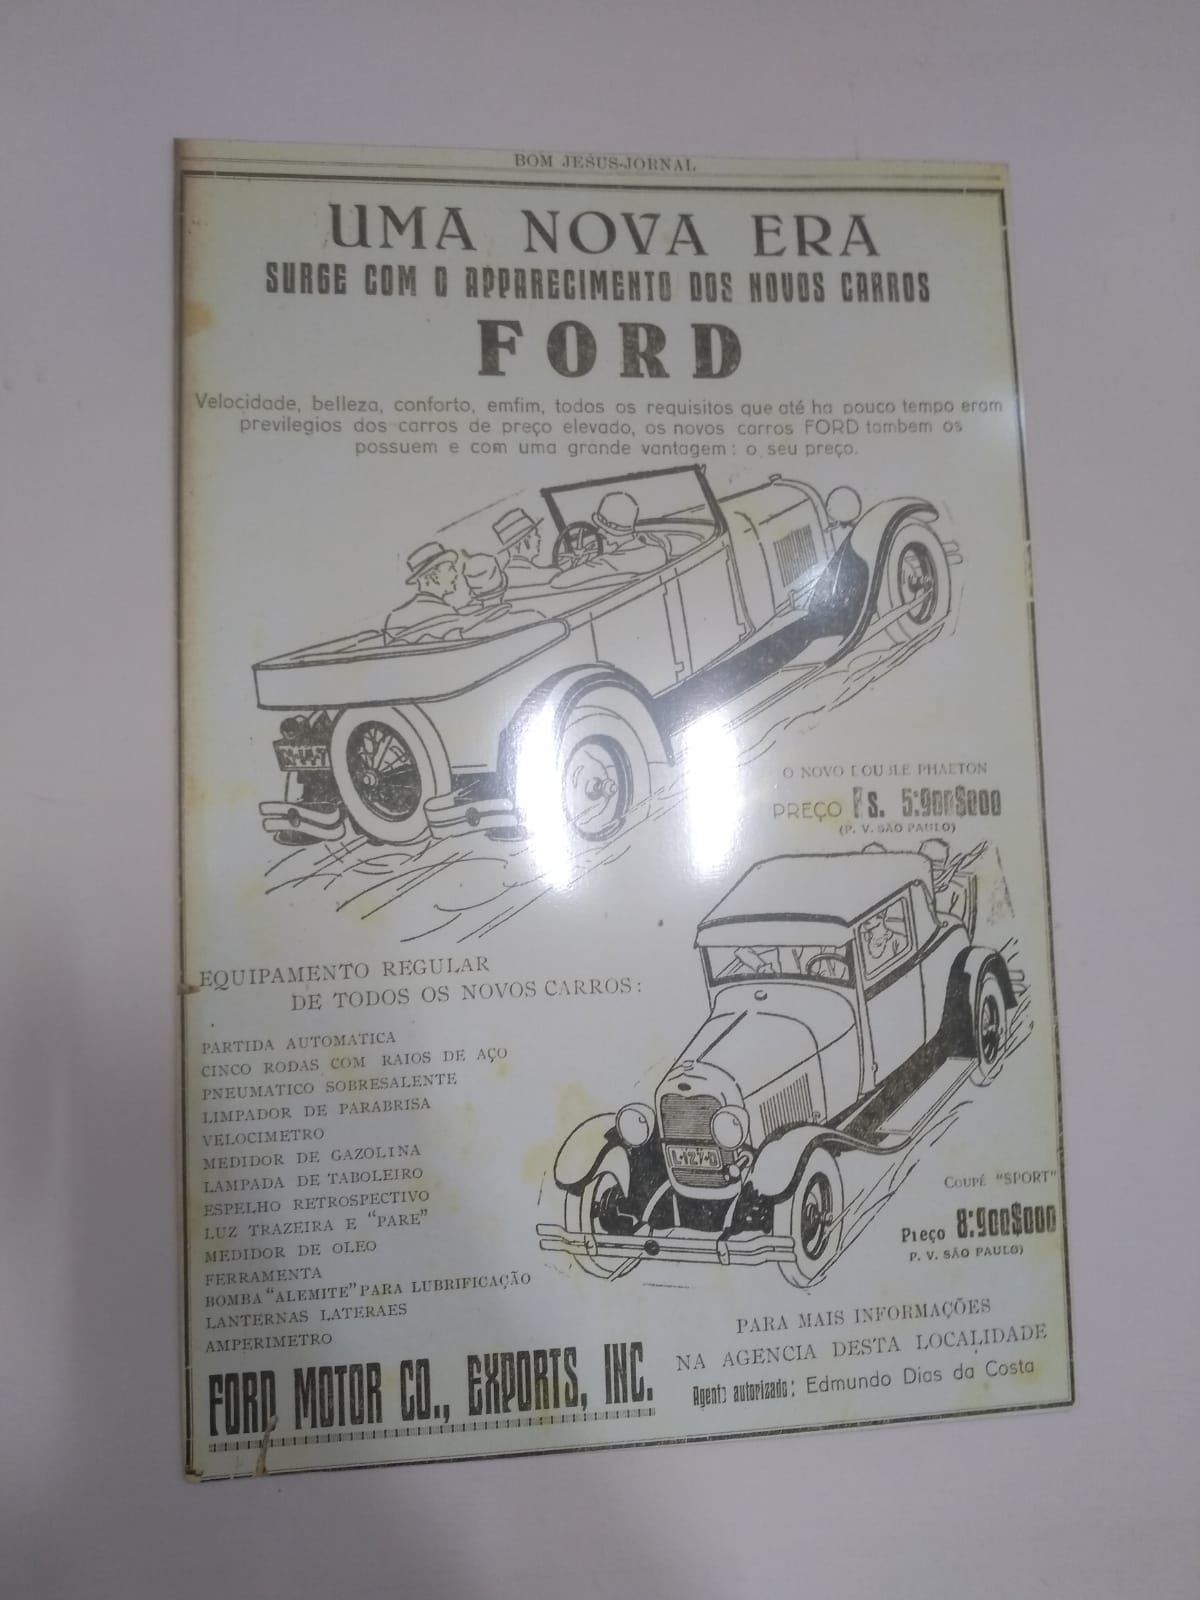 BOM JESUS-JORNAL
UMA NOVA ERA
SURGE COM O APPARECIMENTO DOS NOVOS CARROS
FORD
Velocidade, belleza, conforto, emfim, todos os requisitos que até ha pouco tempo eram
previlegios dos carros de preço elevado, os novos carros FORD tambem os
possuem e com uma grande vantagem: o seu preço.
O NOVO DOUBLE PHAETON
PREÇO Rs. 5:900$000
(P. V. SÃO PAULO)
EQUIPAMENTO REGULAR
DE TODOS OS NOVOS CARROS:
PARTIDA AUTOMATICA
CINCO RODAS COM RAIOS DE AÇO
PNEUMATICO SOBRESALENTE
LIMPADOR DE PARABRISA
VELOCIMETRO
MEDIDOR DE GAZOLINA
LAMPADA DE TABOLEIRO
ESPELHO RETROSPECTIVO
LUZ TRAZEIRA E "PARE"
MEDIDOR DE OLEO
FERRAMENTA
BOMBA "ALEMITE" PARA LUBRIFICAÇÃO
LANTERNAS LATERAES
AMPERIMETRO
L-127-0
COUPÉ "SPORT"
Preço 8:900$000
P. V. SÃO PAULO)
FORD MOTOR CO., EXPORTS, INC.
PARA MAIS INFORMAÇÕES
NA AGENCIA DESTA LOCALIDADE
Agente autorizado: Edmundo Dias da Costa